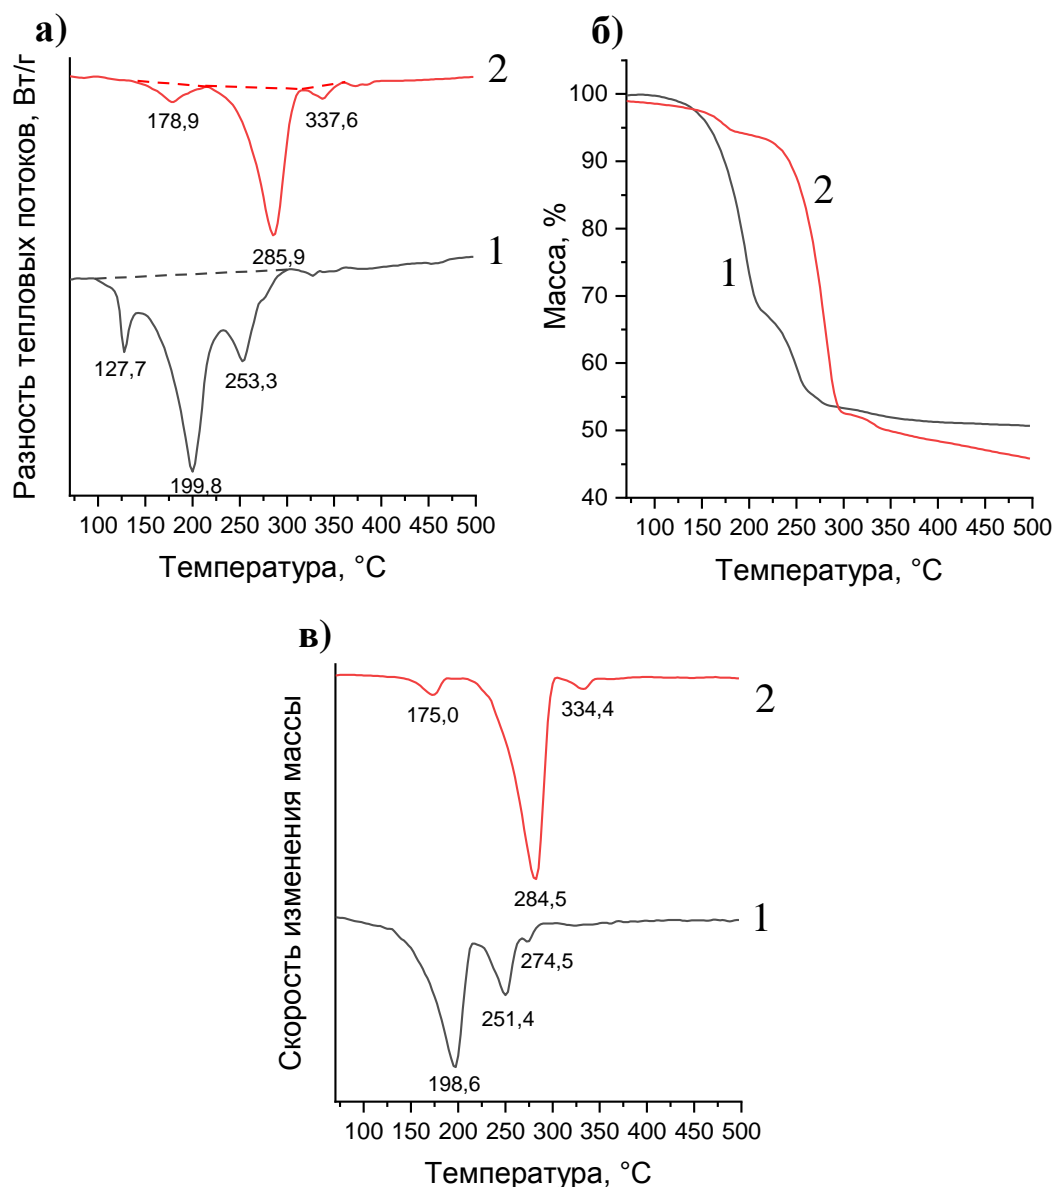 а)
Разность тепловых потоков, Вт/г
2
178,9
337,6
285,9
1
127,7
253,3
199,8
100 150 200 250 300 350 400 450 500
Температура, °C
б)
Масса, %
100
90
80
70
60
50
40
2
1
100 150 200 250 300 350 400 450 500
Температура, °C
в)
Скорость изменения массы
2
175,0
334,4
284,5
1
274,5
251,4
198,6
100 150 200 250 300 350 400 450 500
Температура, °C